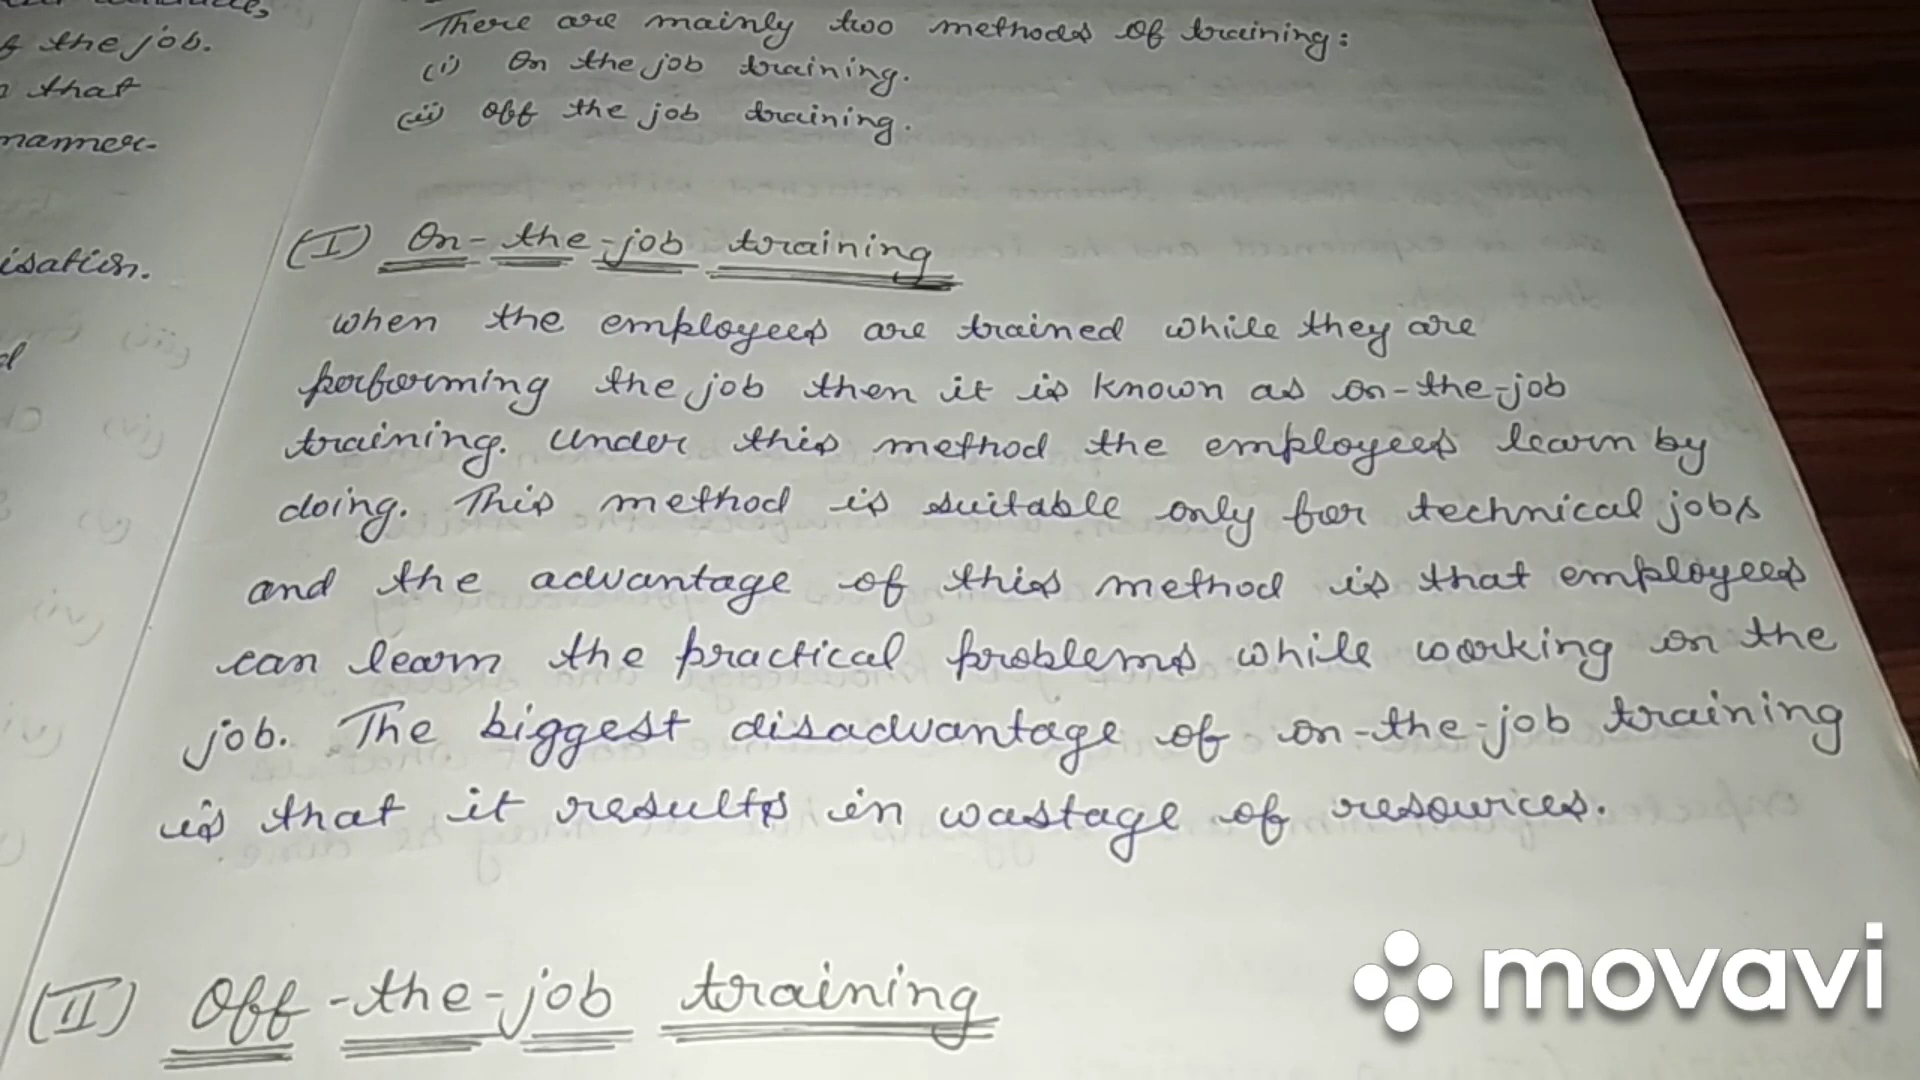 the job.
that
manner-
isation.
There are mainly two methods of training:
(i) On the job training.
(ii) Off the job training.
(I) On-the-job training
when the employees are trained while they are
performing the job then it is known as on-the-job
training. Under this method the employees learn by
doing. This method is suitable only for technical jobs
and the advantage of this method is that employees
can learn the practical problems while working on the
job. The biggest disadvantage of on-the-job training
is that it results in wastage of resources.
(II) Off-the-job training
movavi